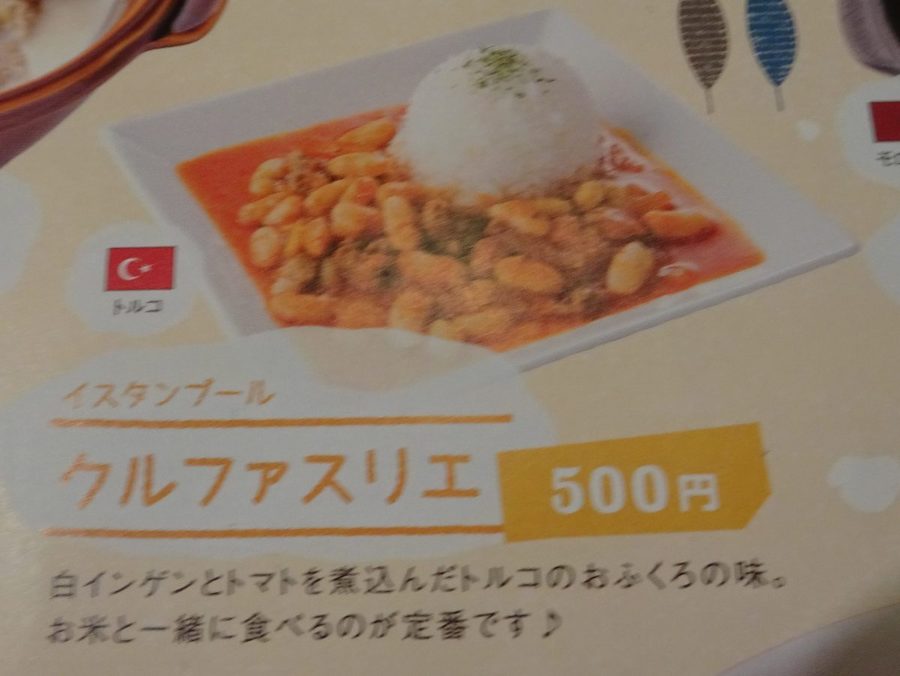 トルコ
イスタンブール
クルファスリエ
500円
白インゲンとトマトを煮込んだトルコのおふくろの味。
お米と一緒に食べるのが定番です♪